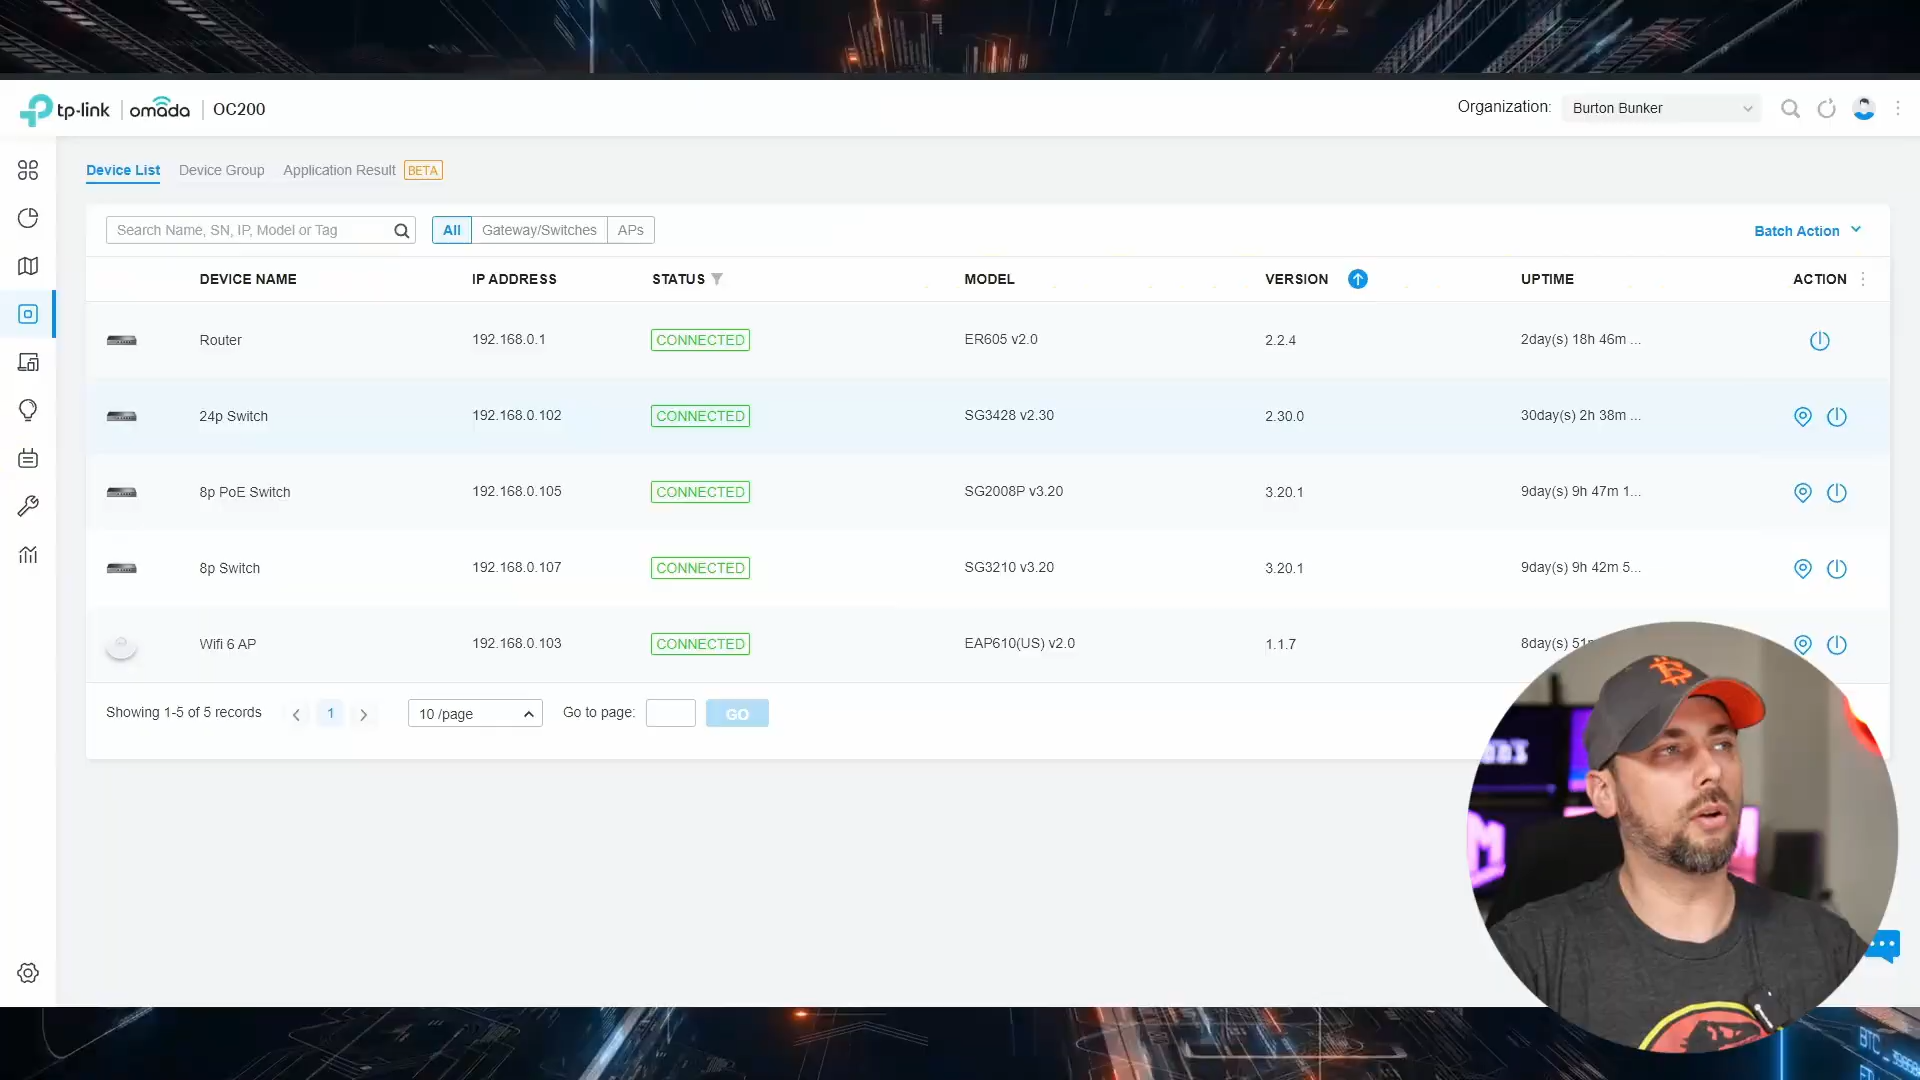 tp-link | omada | OC200
Organization: Burton Bunker
Device List Device Group Application Result BETA
Search Name, SN, IP, Model or Tag All Gateway/Switches APs Batch Action
DEVICE NAME IP ADDRESS STATUS MODEL VERSION UPTIME ACTION
Router 192.168.0.1 CONNECTED ER605 v2.0 2.2.4 2day(s) 18h 46m ...
24p Switch 192.168.0.102 CONNECTED SG3428 v2.30 2.30.0 30day(s) 2h 38m ...
8p PoE Switch 192.168.0.105 CONNECTED SG2008P v3.20 3.20.1 9day(s) 9h 47m 1...
8p Switch 192.168.0.107 CONNECTED SG3210 v3.20 3.20.1 9day(s) 9h 42m 5...
Wifi 6 AP 192.168.0.103 CONNECTED EAP610(US) v2.0 1.1.7 8day(s) 51
Showing 1-5 of 5 records 1 10 /page Go to page: GO
BTC